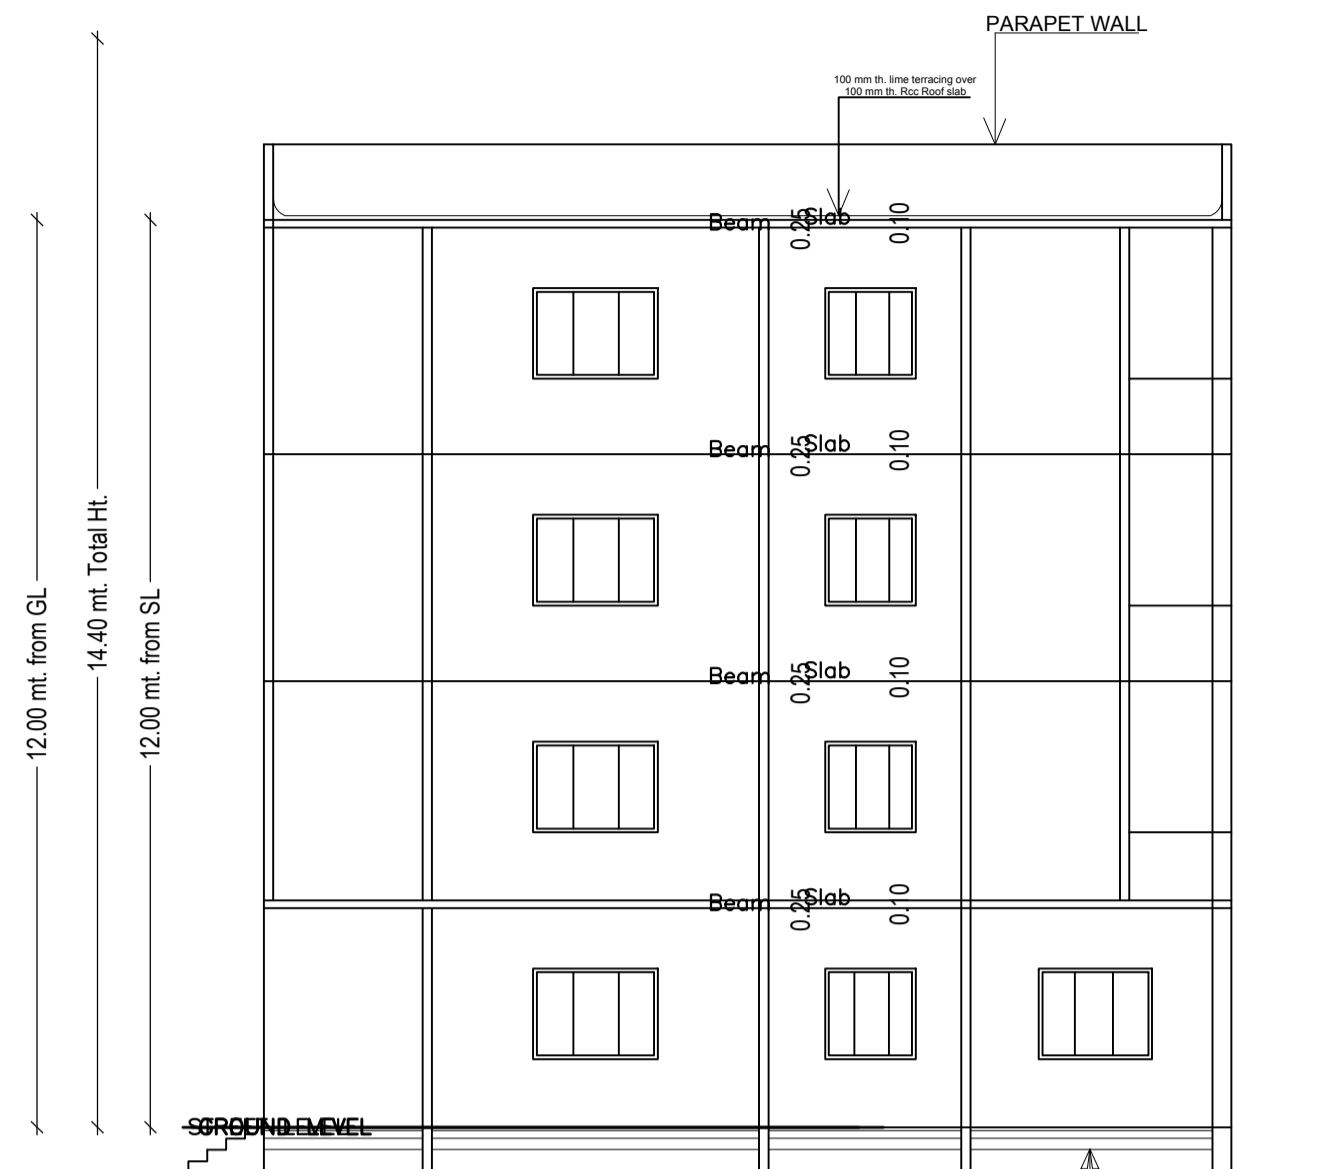 PARAPET WALL
100 mm th. lime terracing over
100 mm th. Rcc Roof slab
Beam 0.25 Slab 0.10
Beam 0.25 Slab 0.10
Beam 0.25 Slab 0.10
Beam 0.25 Slab 0.10
12.00 mt. from GL
14.40 mt. Total Ht.
12.00 mt. from SL
GROUND LEVEL